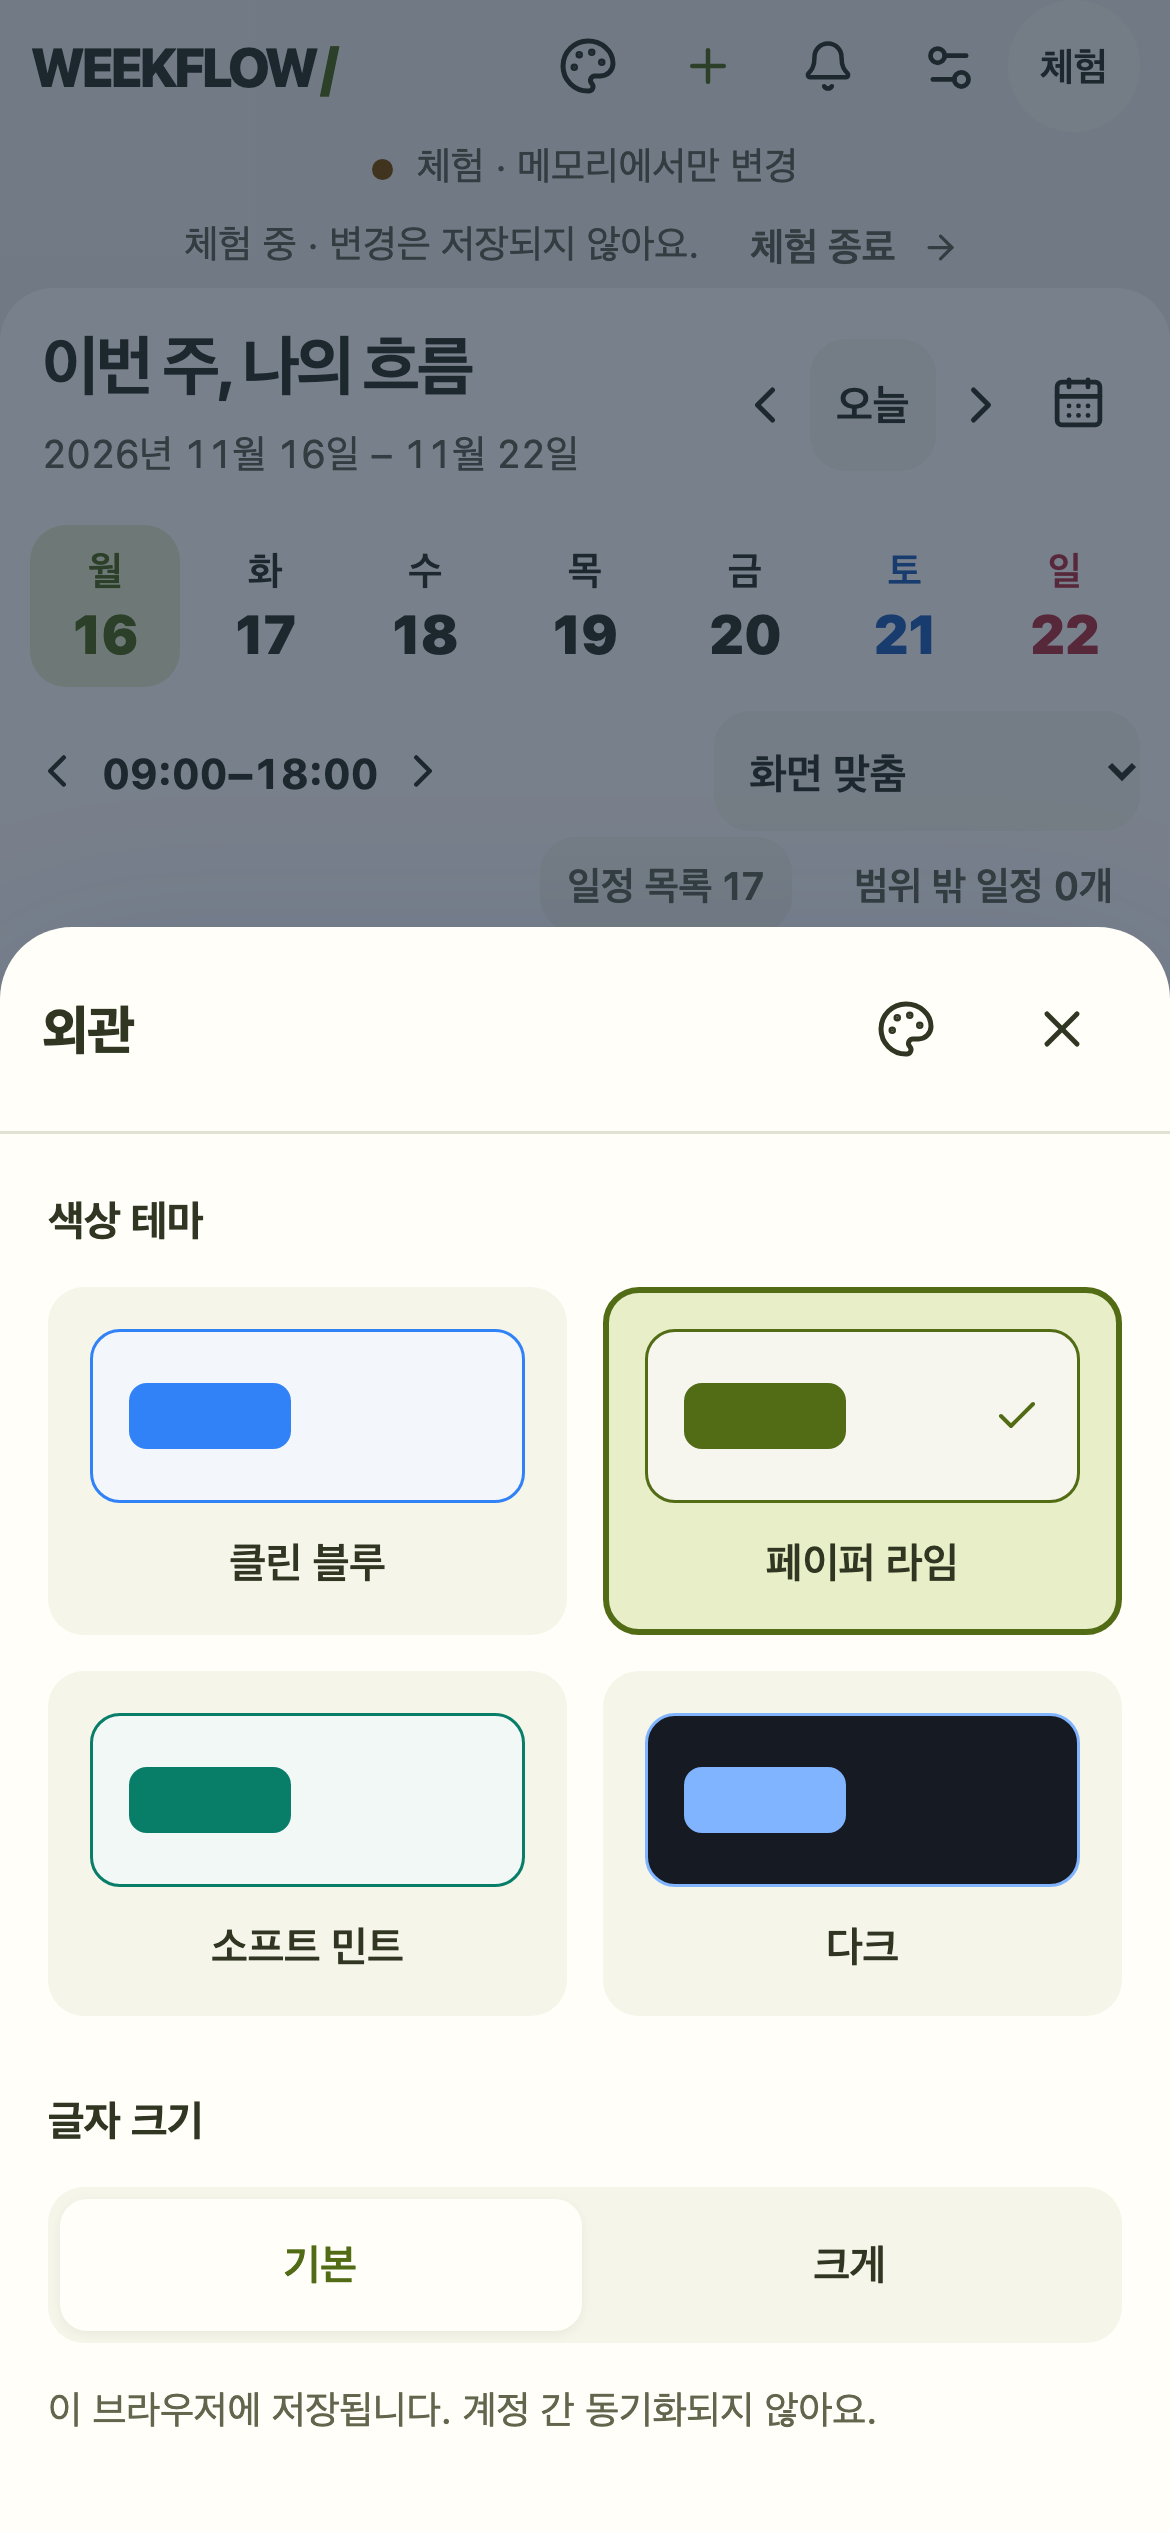 WEEKFLOW/
체험
체험 · 메모리에서만 변경
체험 중 · 변경은 저장되지 않아요. 체험 종료 →
이번 주, 나의 흐름
오늘
2026년 11월 16일 – 11월 22일
월 화 수 목 금 토 일
16 17 18 19 20 21 22
09:00–18:00
화면 맞춤
일정 목록 17
범위 밖 일정 0개
외관
색상 테마
클린 블루
페이퍼 라임
소프트 민트
다크
글자 크기
기본
크게
이 브라우저에 저장됩니다. 계정 간 동기화되지 않아요.